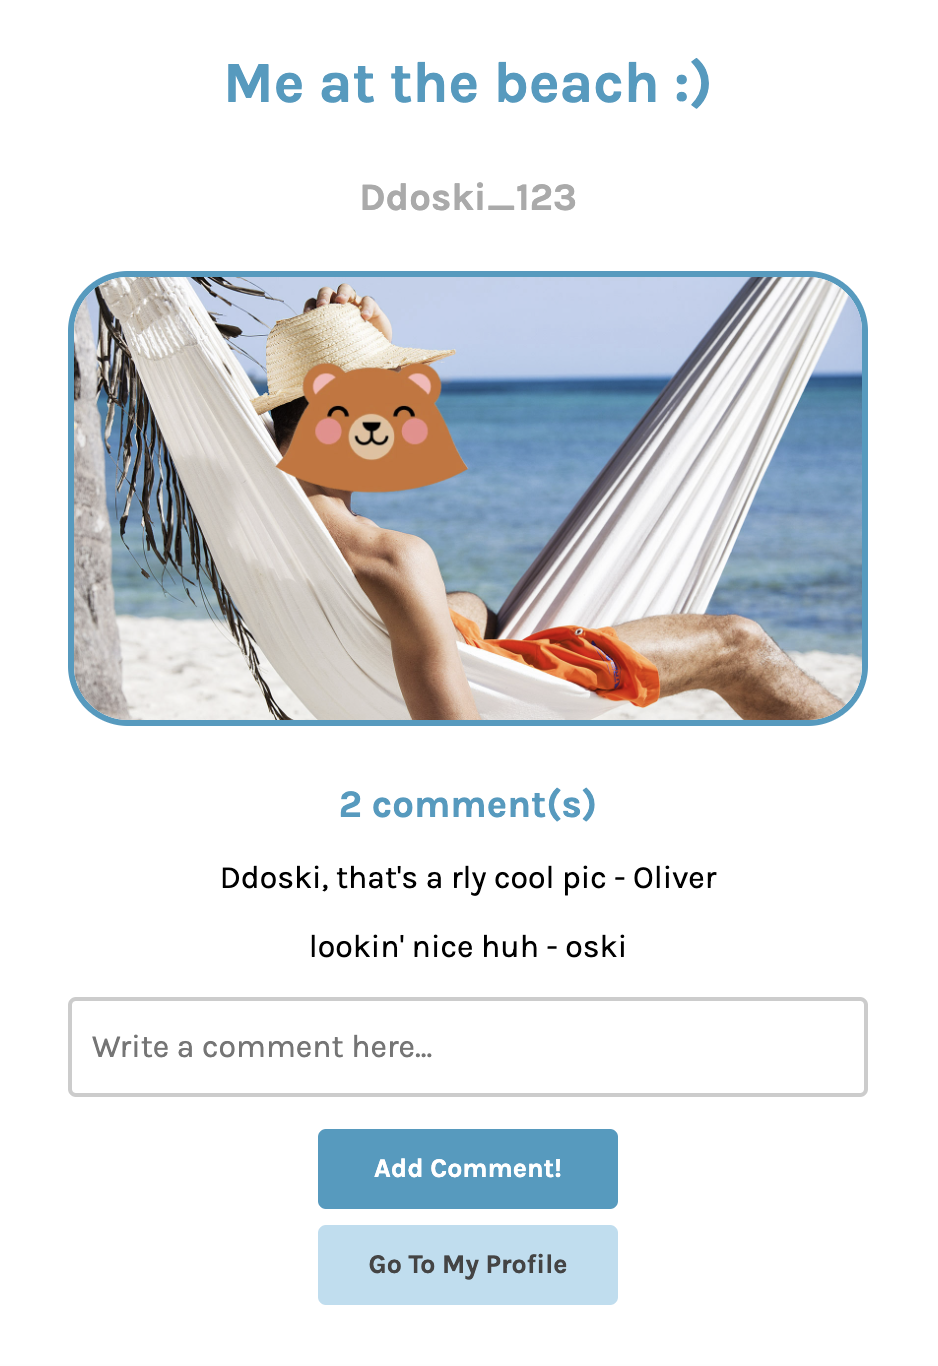 Me at the beach :)
Ddoski_123
2 comment(s)
Ddoski, that's a rly cool pic - Oliver
lookin' nice huh - oski
Write a comment here...
Add Comment!
Go To My Profile